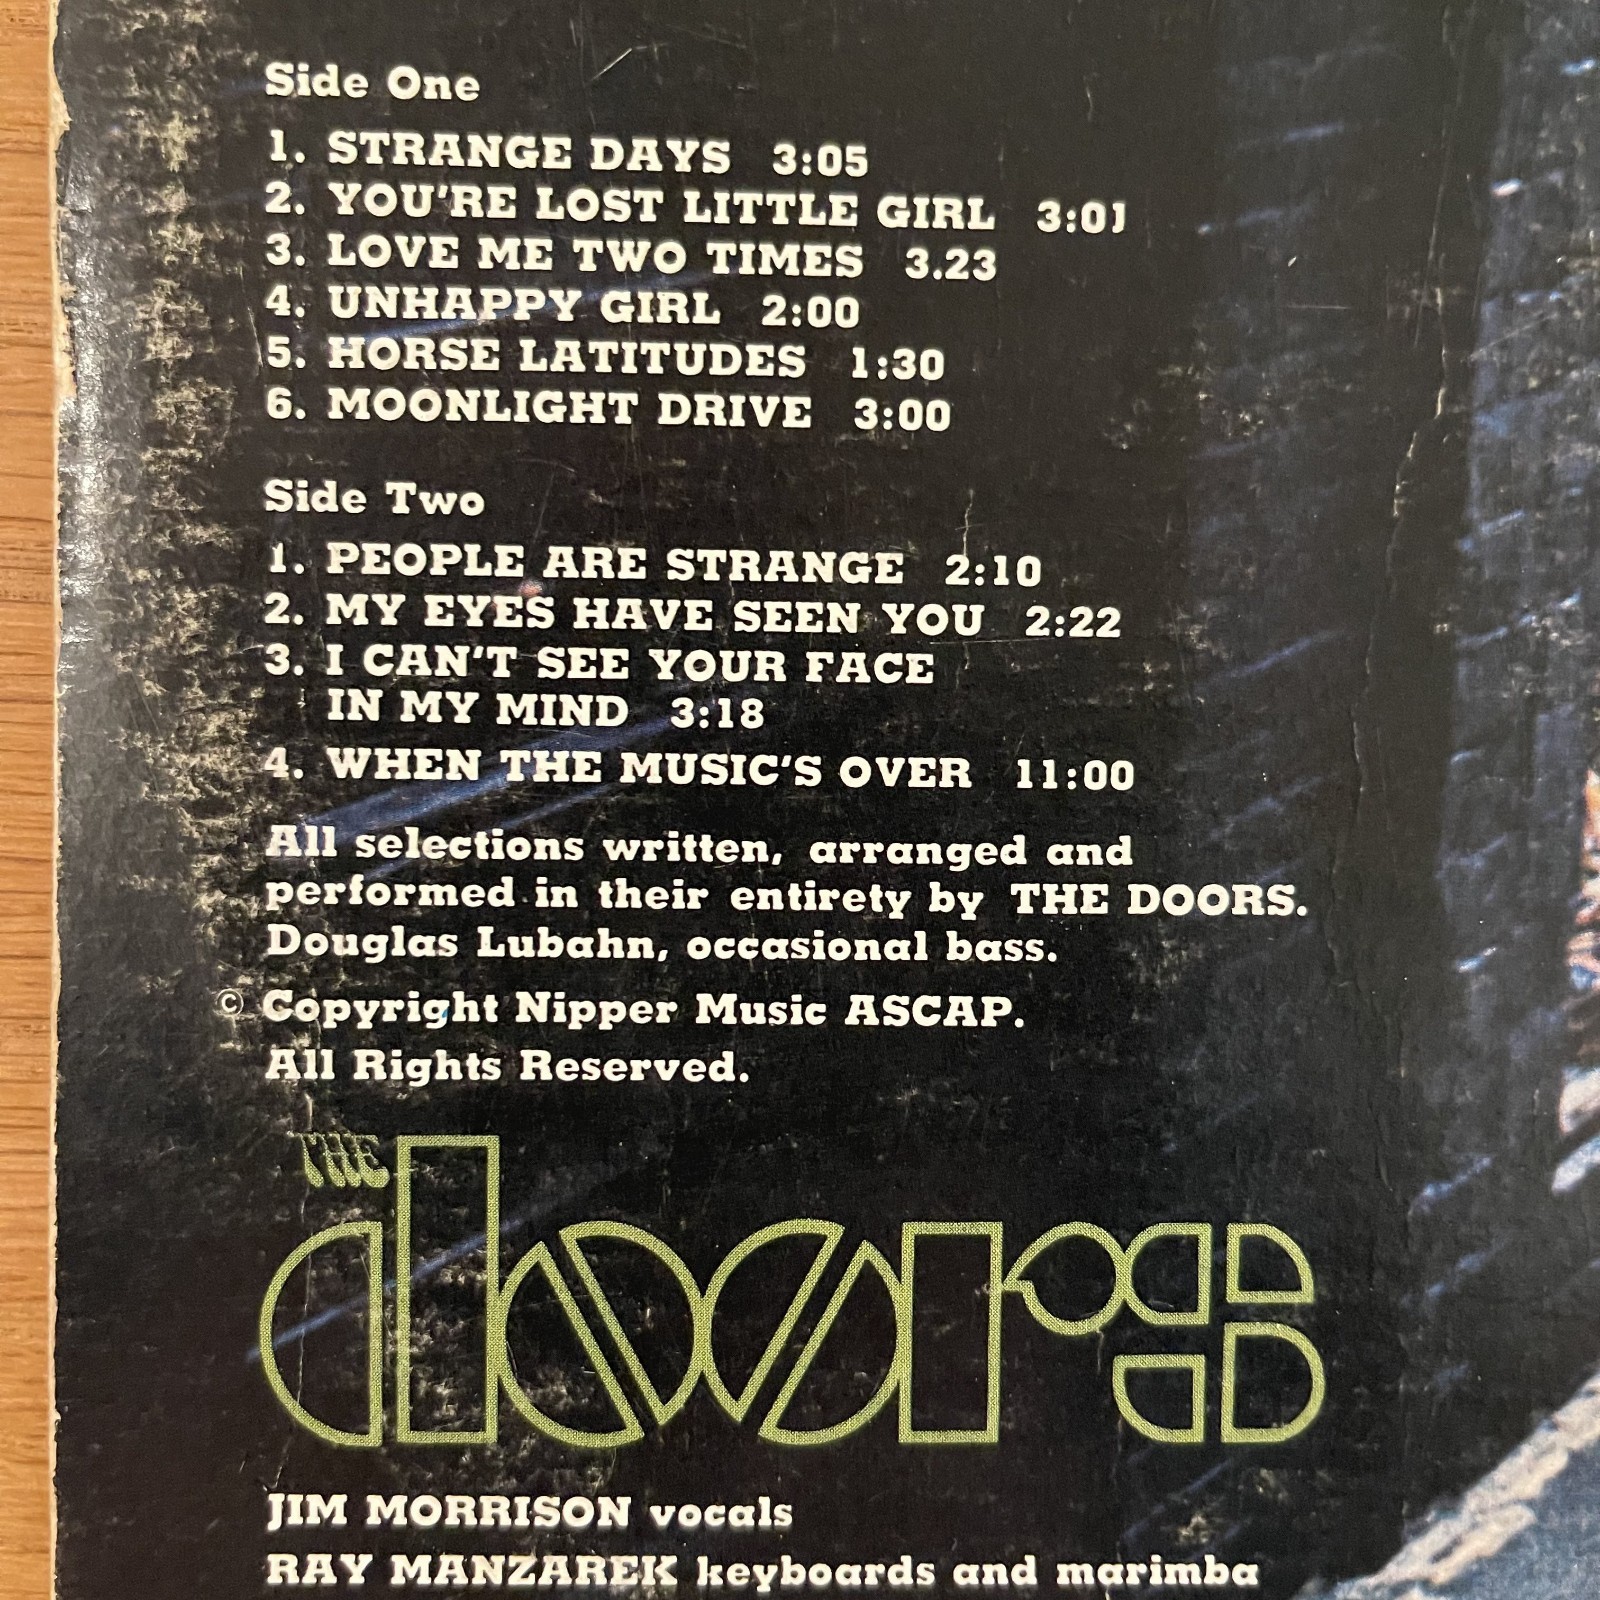 Side One
1. STRANGE DAYS 3:05
2. YOU'RE LOST LITTLE GIRL 3:01
3. LOVE ME TWO TIMES 3.23
4. UNHAPPY GIRL 2:00
5. HORSE LATITUDES 1:30
6. MOONLIGHT DRIVE 3:00
Side Two
1. PEOPLE ARE STRANGE 2:10
2. MY EYES HAVE SEEN YOU 2:22
3. I CAN'T SEE YOUR FACE
IN MY MIND 3:18
4. WHEN THE MUSIC'S OVER 11:00
All selections written, arranged and
performed in their entirety by THE DOORS.
Douglas Lubahn, occasional bass.
© Copyright Nipper Music ASCAP.
All Rights Reserved.
THE
doors
JIM MORRISON vocals
RAY MANZAREK keyboards and marimba